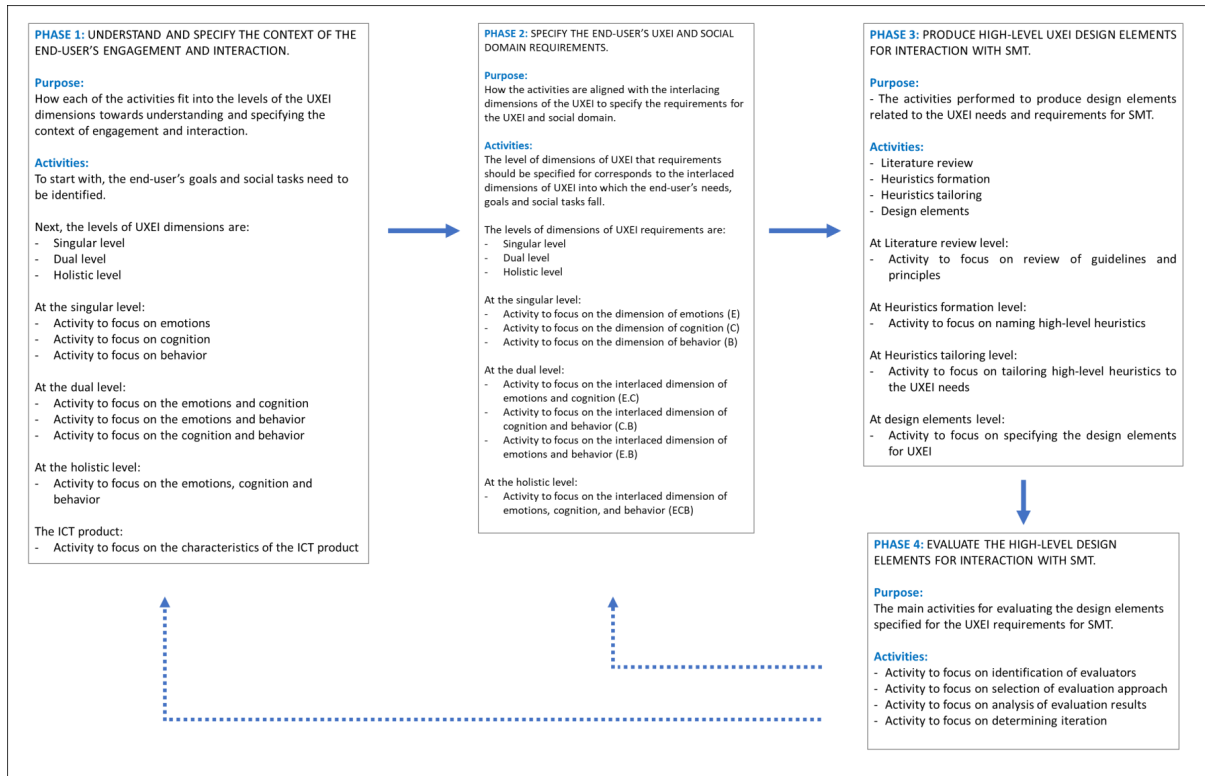 PHASE 1: UNDERSTAND AND SPECIFY THE CONTEXT OF THE
END-USER'S ENGAGEMENT AND INTERACTION.
Purpose:
How each of the activities fit into the levels of the UXEI
dimensions towards understanding and specifying the
context of engagement and interaction.
Activities:
To start with, the end-user's goals and social tasks need to
be identified.
Next, the levels of UXEI dimensions are:
- Singular level
- Dual level
- Holistic level
At the singular level:
- Activity to focus on emotions
- Activity to focus on cognition
- Activity to focus on behavior
At the dual level:
- Activity to focus on the emotions and cognition
- Activity to focus on the emotions and behavior
- Activity to focus on the cognition and behavior
At the holistic level:
- Activity to focus on the emotions, cognition and
behavior
The ICT product:
- Activity to focus on the characteristics of the ICT product
PHASE 2: SPECIFY THE END-USER'S UXEI AND SOCIAL
DOMAIN REQUIREMENTS.
Purpose:
How the activities are aligned with the interlacing
dimensions of the UXEI to specify the requirements for
the UXEI and social domain.
Activities:
The level of dimensions of UXEI that requirements
should be specified for corresponds to the interlaced
dimensions of UXEI into which the end-user's needs,
goals and social tasks fall.
The levels of dimensions of UXEI requirements are:
- Singular level
- Dual level
- Holistic level
At the singular level:
- Activity to focus on the dimension of emotions (E)
- Activity to focus on the dimension of cognition (C)
- Activity to focus on the dimension of behavior (B)
At the dual level:
- Activity to focus on the interlaced dimension of
emotions and cognition (E.C)
- Activity to focus on the interlaced dimension of
cognition and behavior (C.B)
- Activity to focus on the interlaced dimension of
emotions and behavior (E.B)
At the holistic level:
- Activity to focus on the interlaced dimension of
emotions, cognition, and behavior (ECB)
PHASE 3: PRODUCE HIGH-LEVEL UXEI DESIGN ELEMENTS
FOR INTERACTION WITH SMT.
Purpose:
- The activities performed to produce design elements
related to the UXEI needs and requirements for SMT.
Activities:
- Literature review
- Heuristics formation
- Heuristics tailoring
- Design elements
At Literature review level:
- Activity to focus on review of guidelines and
principles
At Heuristics formation level:
- Activity to focus on naming high-level heuristics
At Heuristics tailoring level:
- Activity to focus on tailoring high-level heuristics to
the UXEI needs
At design elements level:
- Activity to focus on specifying the design elements
for UXEI
PHASE 4: EVALUATE THE HIGH-LEVEL DESIGN
ELEMENTS FOR INTERACTION WITH SMT.
Purpose:
The main activities for evaluating the design elements
specified for the UXEI requirements for SMT.
Activities:
- Activity to focus on identification of evaluators
- Activity to focus on selection of evaluation approach
- Activity to focus on analysis of evaluation results
- Activity to focus on determining iteration